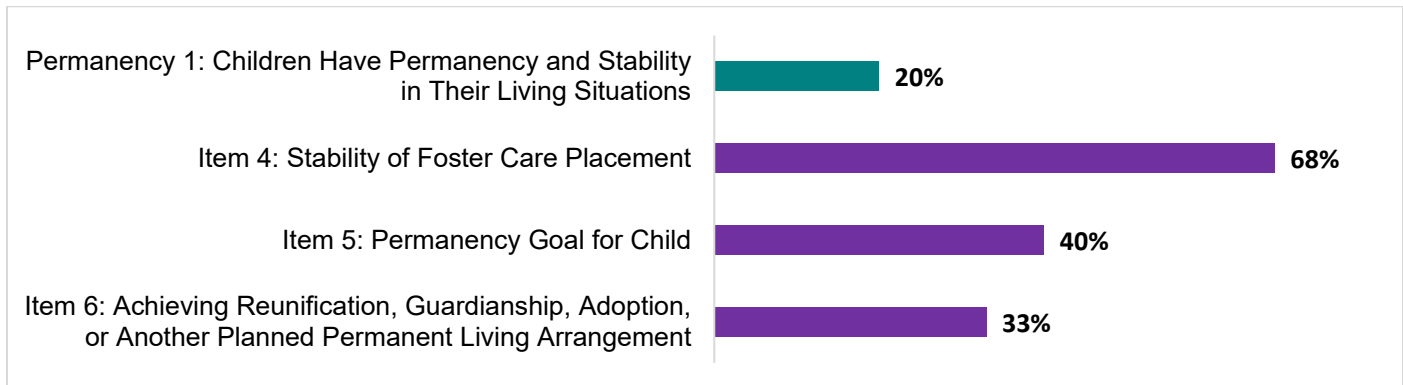 Permanency 1: Children Have Permanency and Stability
in Their Living Situations
20%
Item 4: Stability of Foster Care Placement
68%
Item 5: Permanency Goal for Child
40%
Item 6: Achieving Reunification, Guardianship, Adoption,
or Another Planned Permanent Living Arrangement
33%